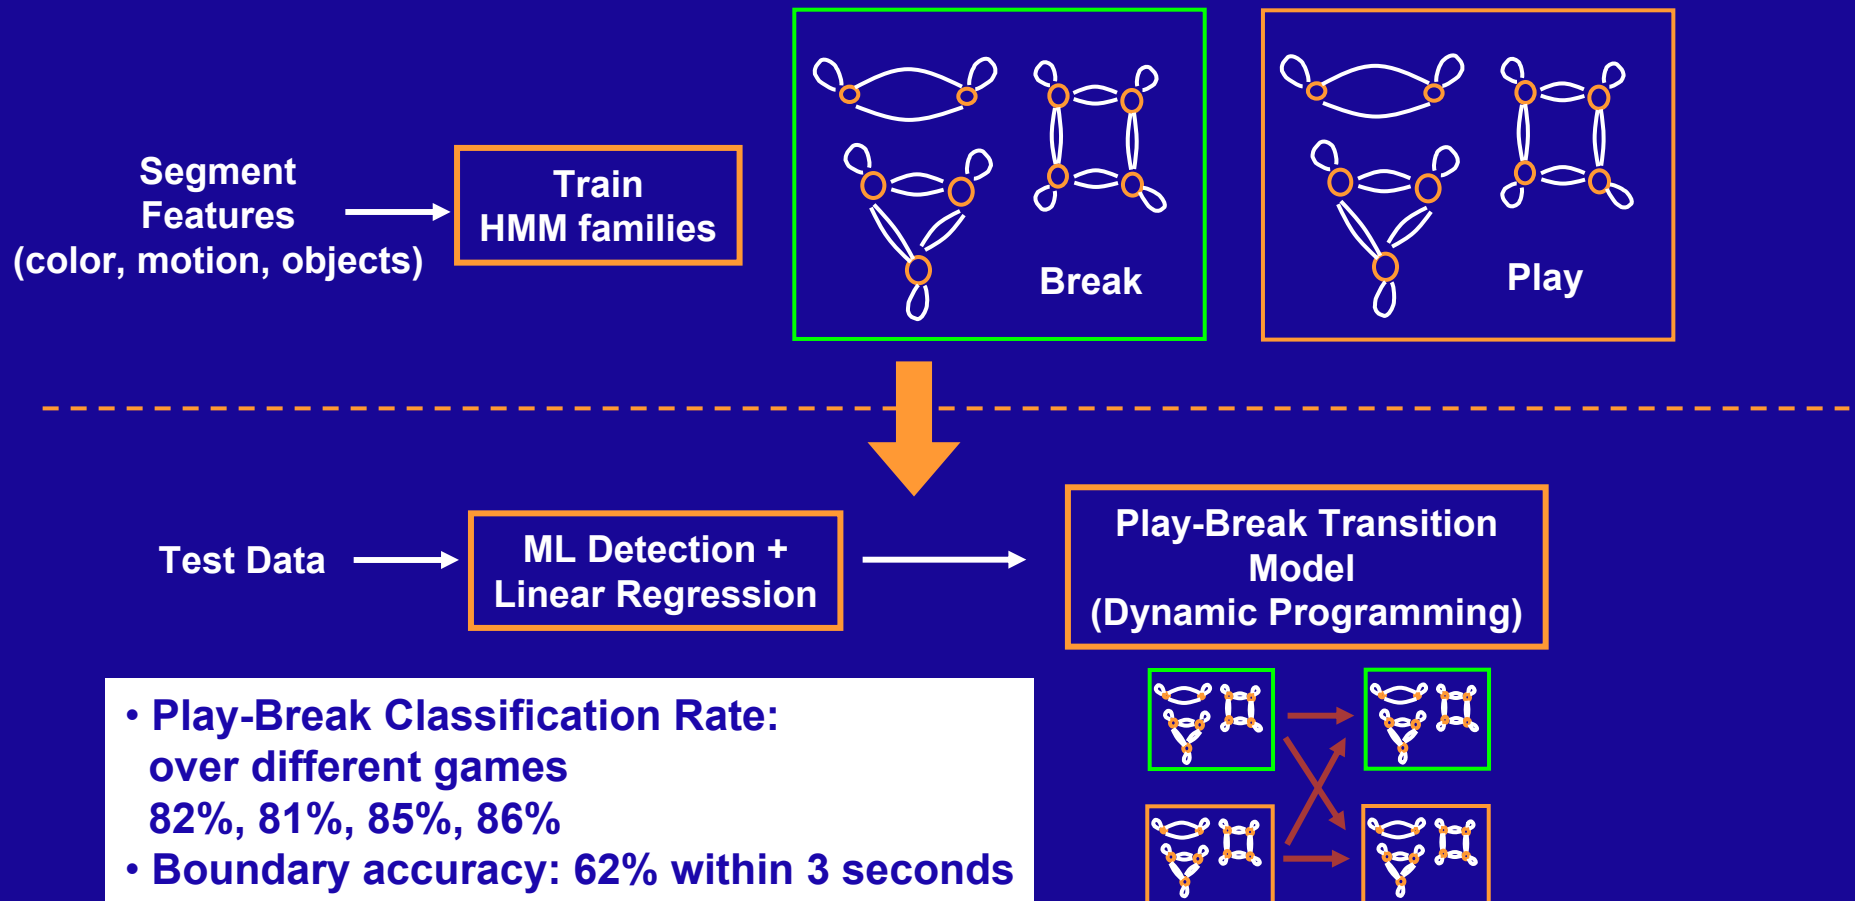 Segment
Features
(color, motion, objects)
Train
HMM families
Break
Play
Test Data
ML Detection +
Linear Regression
Play-Break Transition
Model
(Dynamic Programming)
• Play-Break Classification Rate:
over different games
82%, 81%, 85%, 86%
• Boundary accuracy: 62% within 3 seconds